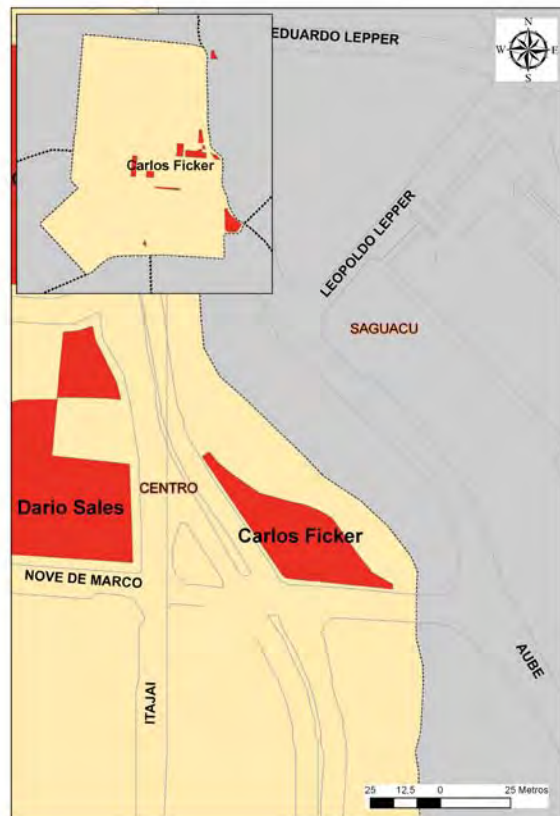 EDUARDO LEPPER
N
W E
S
Carlos Ficker
LEOPOLDO LEPPER
SAGUACU
CENTRO
Dario Sales
Carlos Ficker
NOVE DE MARCO
ITAJAI
AUBE
25 12,5 0 25 Metros